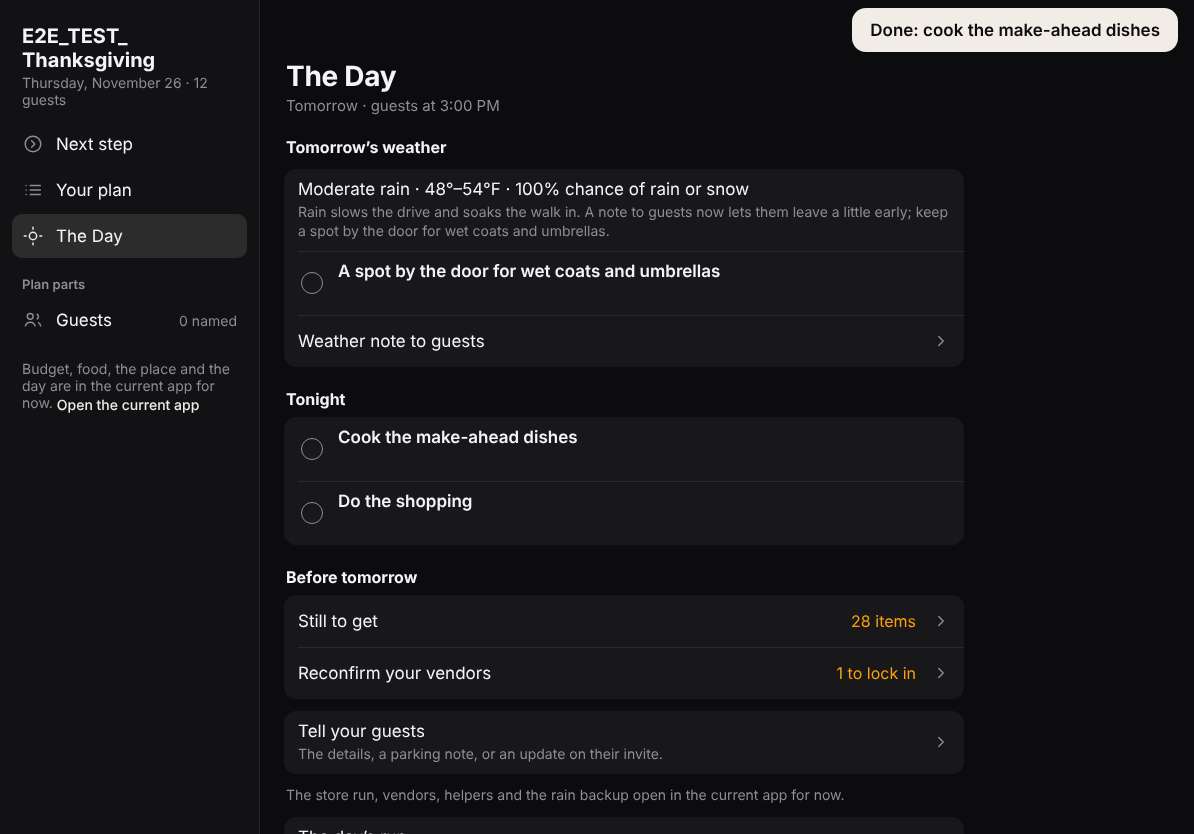 E2E_TEST_
Thanksgiving
Thursday, November 26 · 12
guests
Next step
Your plan
The Day
Plan parts
Guests 0 named
Budget, food, the place and the
day are in the current app for
now. Open the current app
Done: cook the make-ahead dishes
The Day
Tomorrow · guests at 3:00 PM
Tomorrow’s weather
Moderate rain · 48°–54°F · 100% chance of rain or snow
Rain slows the drive and soaks the walk in. A note to guests now lets them leave a little early; keep
a spot by the door for wet coats and umbrellas.
A spot by the door for wet coats and umbrellas
Weather note to guests
Tonight
Cook the make-ahead dishes
Do the shopping
Before tomorrow
Still to get 28 items
Reconfirm your vendors 1 to lock in
Tell your guests
The details, a parking note, or an update on their invite.
The store run, vendors, helpers and the rain backup open in the current app for now.
The day’s run